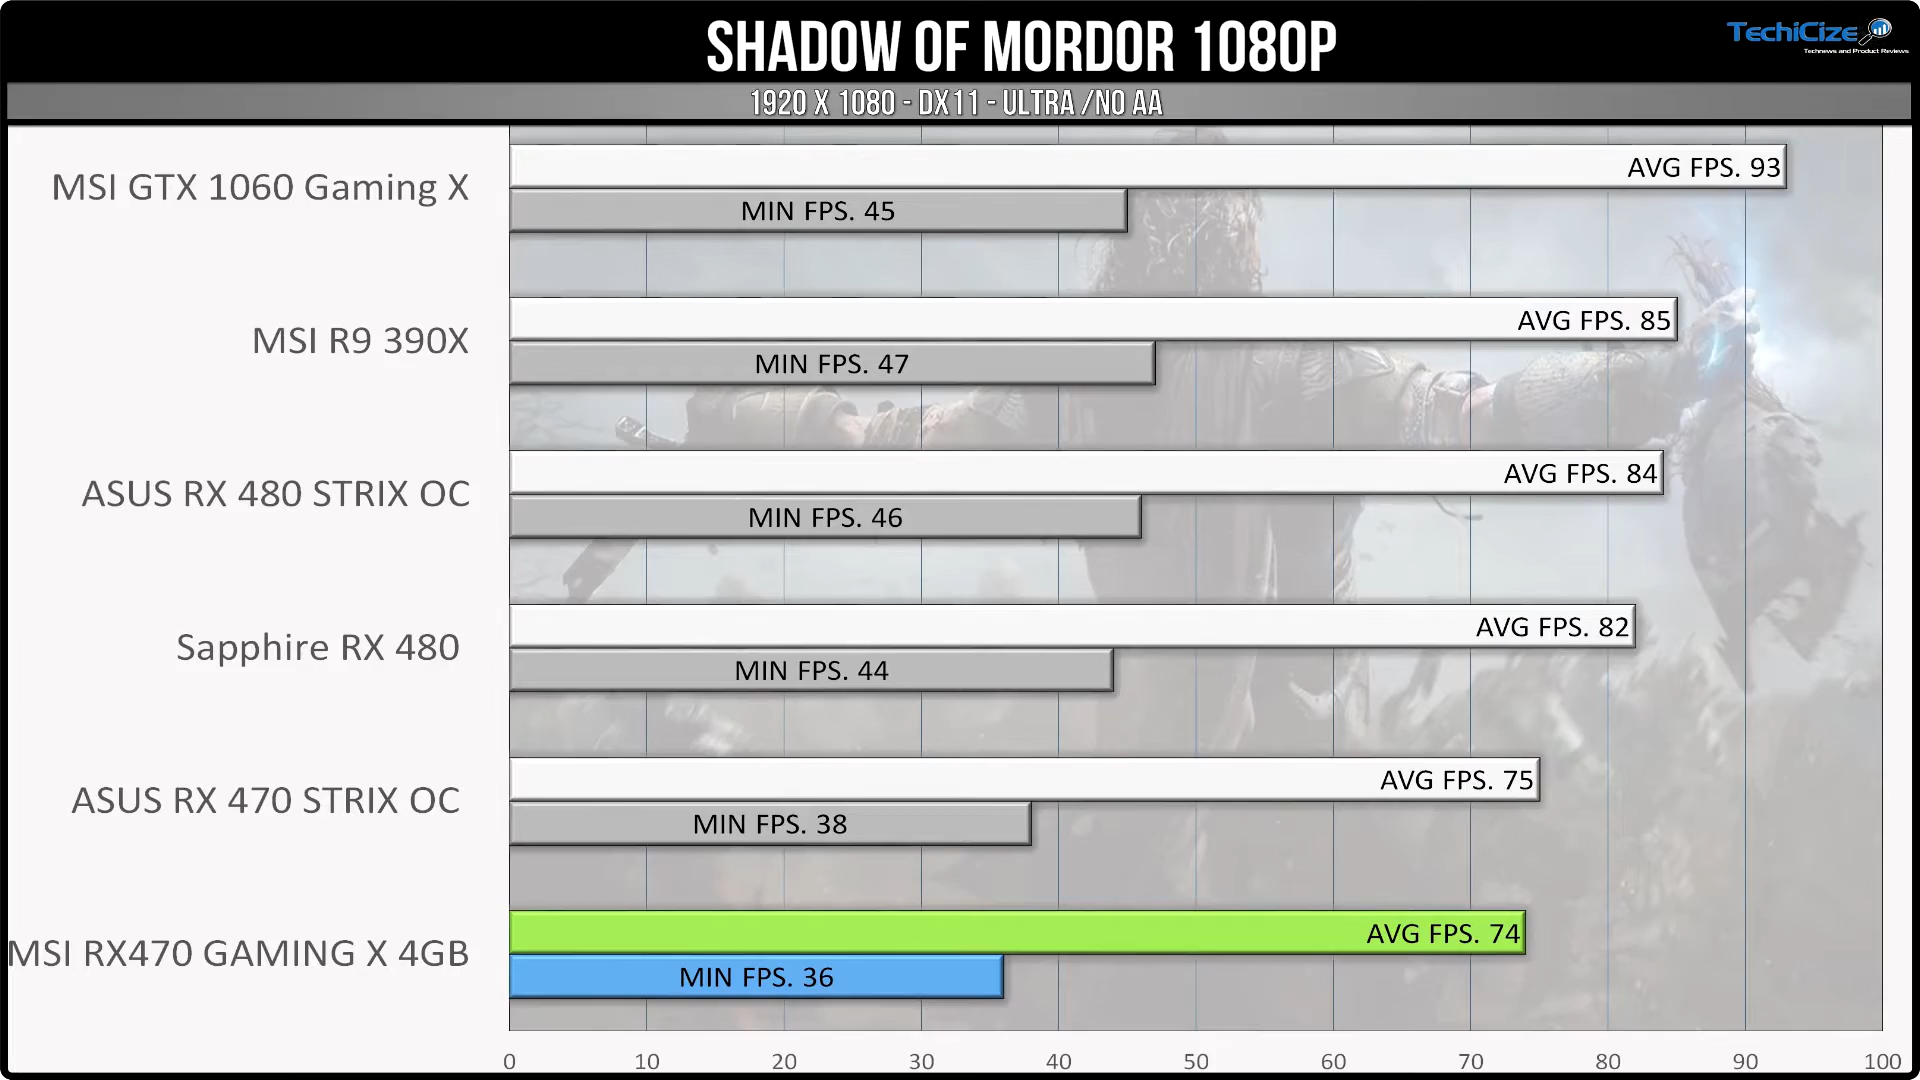 SHADOW OF MORDOR 1080P
TechiCize
Technews and Product Reviews
1920 X 1080 - DX11 - ULTRA /NO AA
MSI GTX 1060 Gaming X
AVG FPS. 93
MIN FPS. 45
MSI R9 390X
AVG FPS. 85
MIN FPS. 47
ASUS RX 480 STRIX OC
AVG FPS. 84
MIN FPS. 46
Sapphire RX 480
AVG FPS. 82
MIN FPS. 44
ASUS RX 470 STRIX OC
AVG FPS. 75
MIN FPS. 38
MSI RX470 GAMING X 4GB
AVG FPS. 74
MIN FPS. 36
0 10 20 30 40 50 60 70 80 90 100